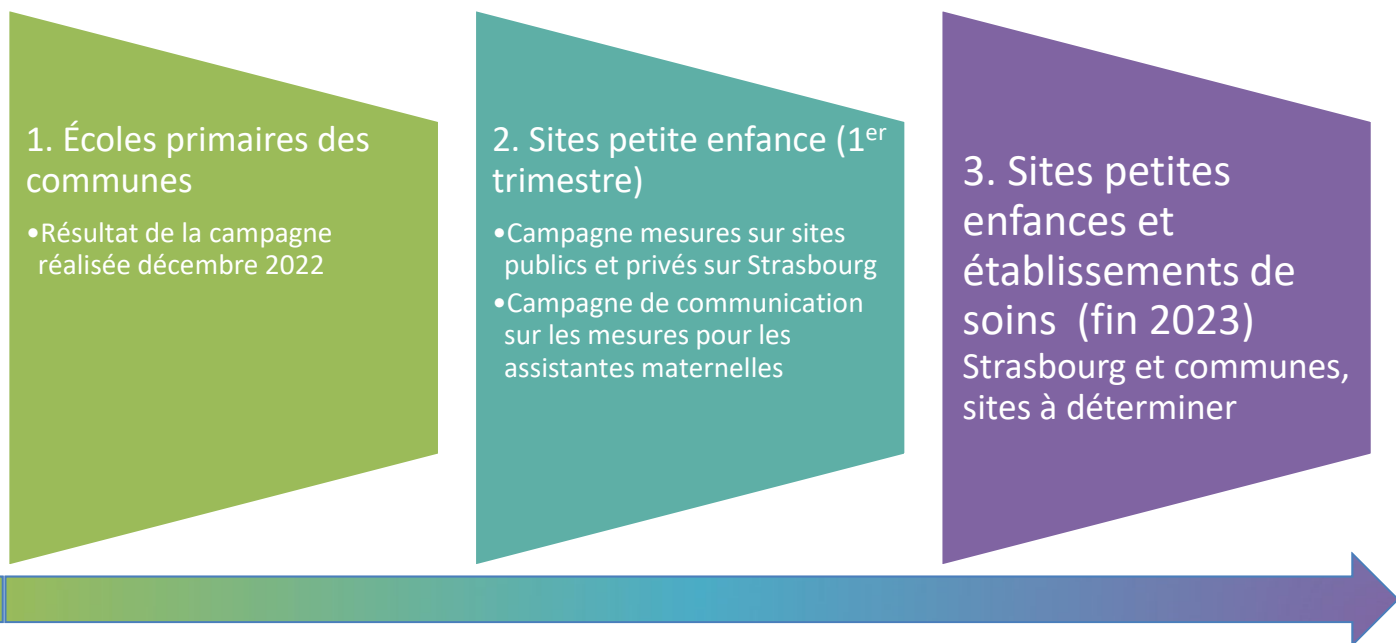 1. Écoles primaires des
communes
•Résultat de la campagne
réalisée décembre 2022
2. Sites petite enfance (1er
trimestre)
•Campagne mesures sur sites
publics et privés sur Strasbourg
•Campagne de communication
sur les mesures pour les
assistantes maternelles
3. Sites petites
enfances et
établissements de
soins (fin 2023)
Strasbourg et communes,
sites à déterminer